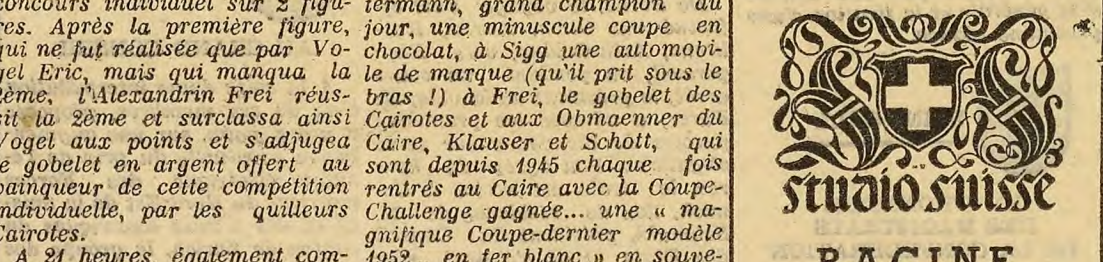 concours individuel sur 2 figu-
res. Après la première figure,
qui ne fut réalisée que par Vo-
gel Eric, mais qui manqua la
2ème, l'Alexandrin Frei réus-
sit la 2ème et surclassa ainsi
Vogel aux points et s'adjugea
le gobelet en argent offert au
vainqueur de cette compétition
individuelle, par les quilleurs
Cairotes.
A 21 heures également com-
termann, grand champion du
jour, une minuscule coupe en
chocolat, à Sigg une automobi-
le de marque (qu'il prit sous le
bras !) à Frei, le gobelet des
Cairotes et aux Obmaenner du
Caire, Klauser et Schott, qui
sont depuis 1945 chaque fois
rentrés au Caire avec la Coupe-
Challenge gagnée... une « ma-
gnifique Coupe-dernier modèle
1952 en fer blanc » en souve-
SS
studio suisse
RACINE